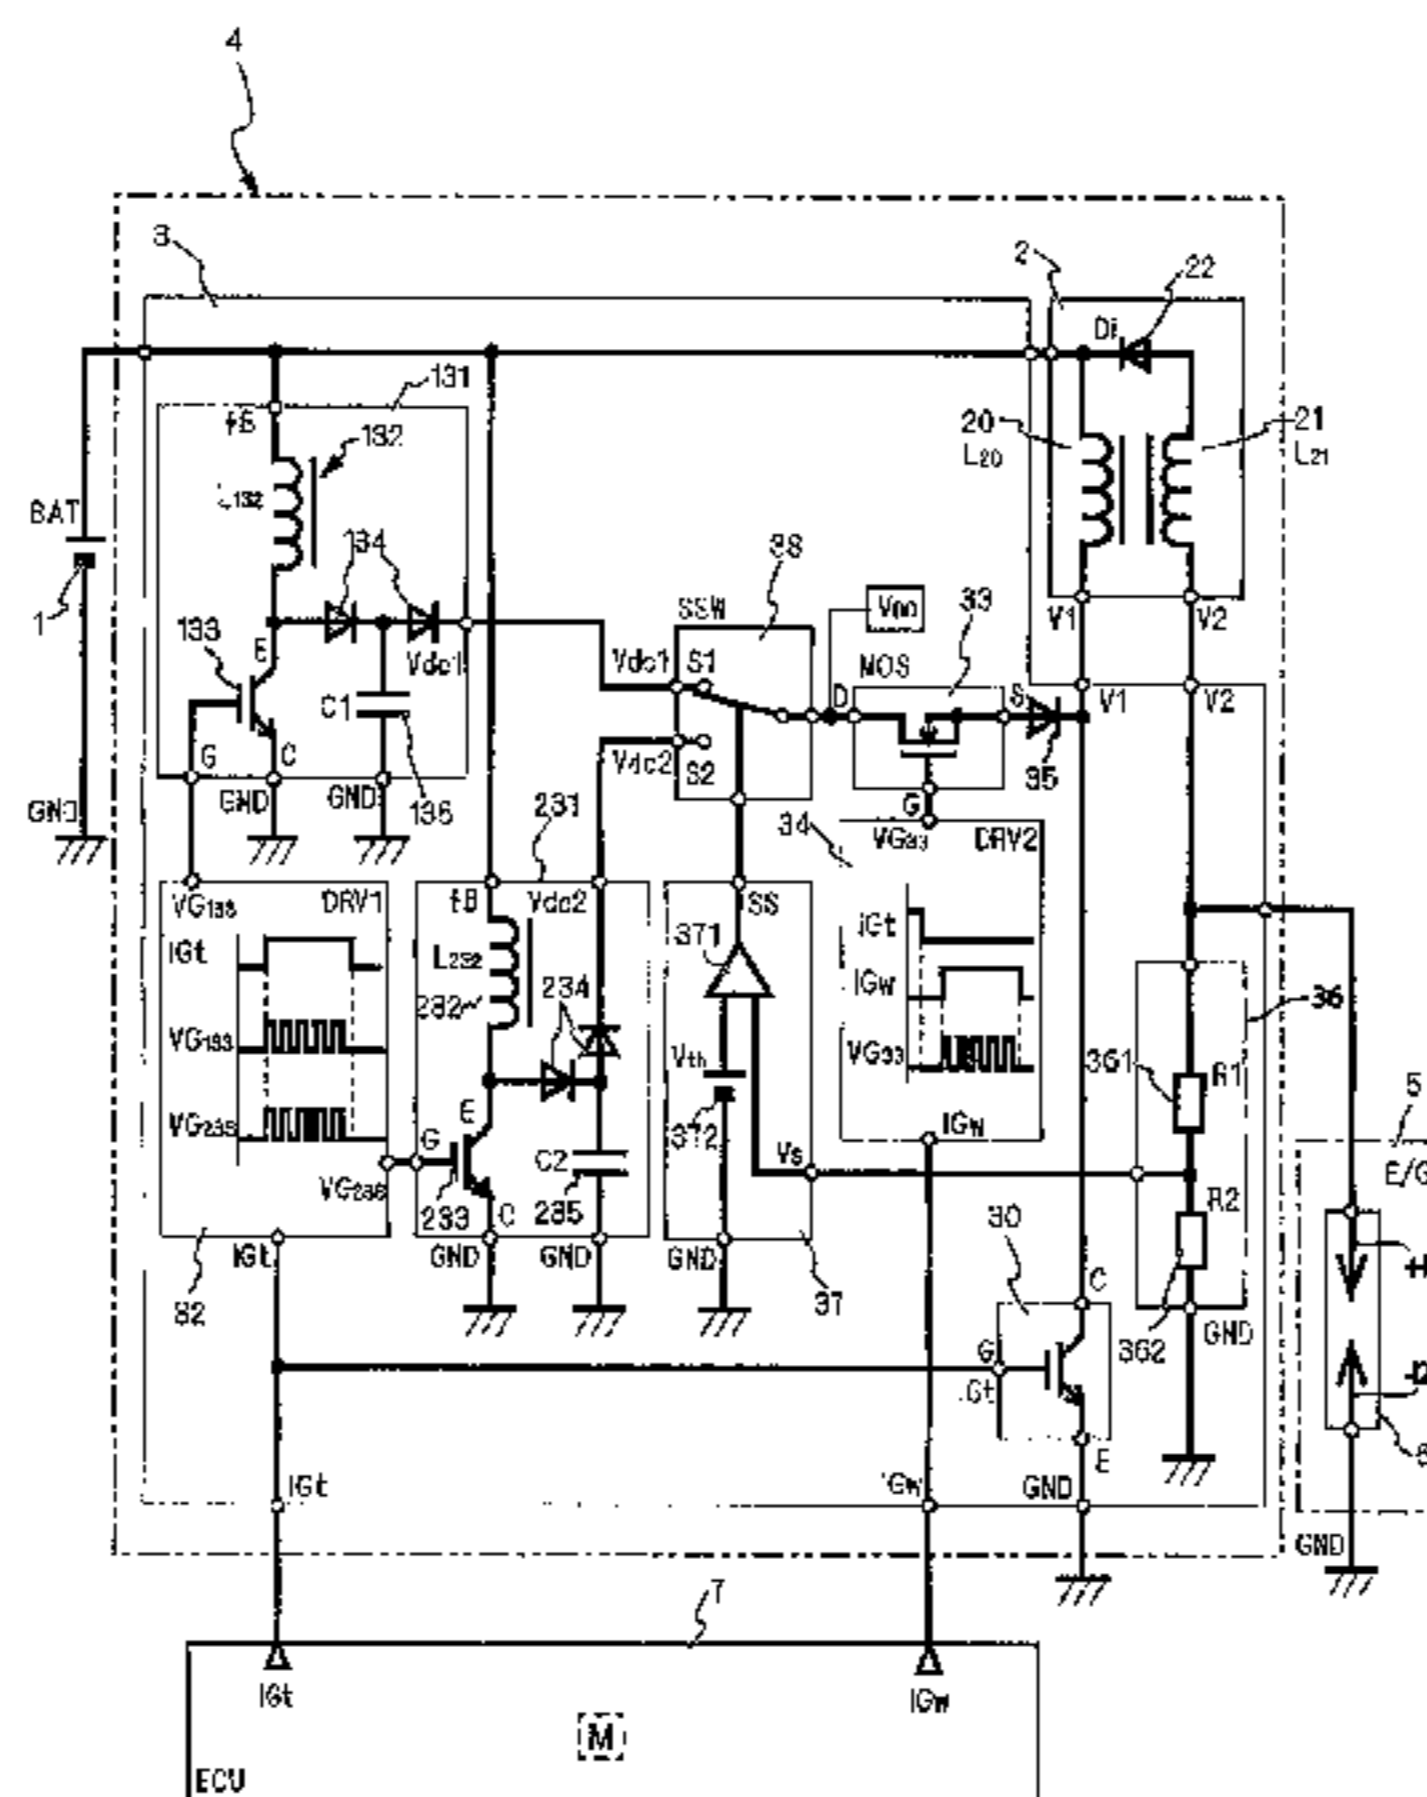 4
3
2
22
Di
131
+B
132
20
21
L20
L21
L132
BAT
134
38
1
SSW
VDD
33
V1
V2
133
E
Vdc1
Vdc1
S1
MOS
C1
D
S
V1
V2
G
C
Vdc2
S2
35
GND
GND
GND
135
231
G
34
VG33
DRV2
VG133
DRV1
+B
Vdc2
SS
IGt
371
IGt
L232
232
234
IGw
36
VG133
Vth
VG33
361
R1
5
VG233
E
372
IGw
G
C2
Vs
E/G
VG233
233
C
235
R2
30
IGt
GND
GND
GND
37
C
82
GND
G
362
IGt
E
IGt
IGw
GND
GND
7
IGt
IGw
M
ECU